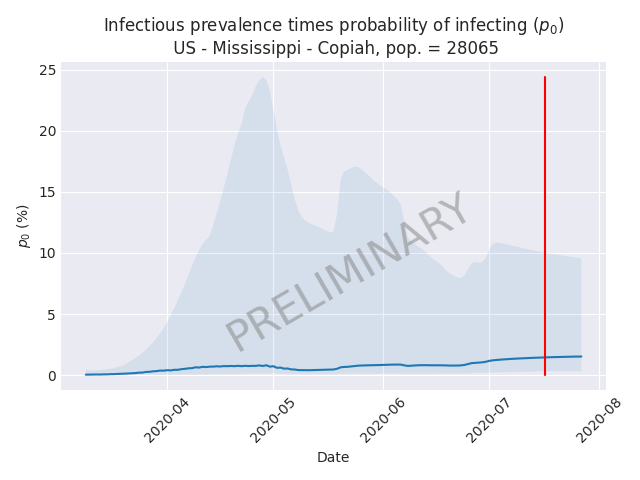 Infectious prevalence times probability of infecting (p₀)
US - Mississippi - Copiah, pop. = 28065
25
20
15
10
5
0
p₀ (%)
PRELIMINARY
2020-04
2020-05
2020-06
2020-07
2020-08
Date